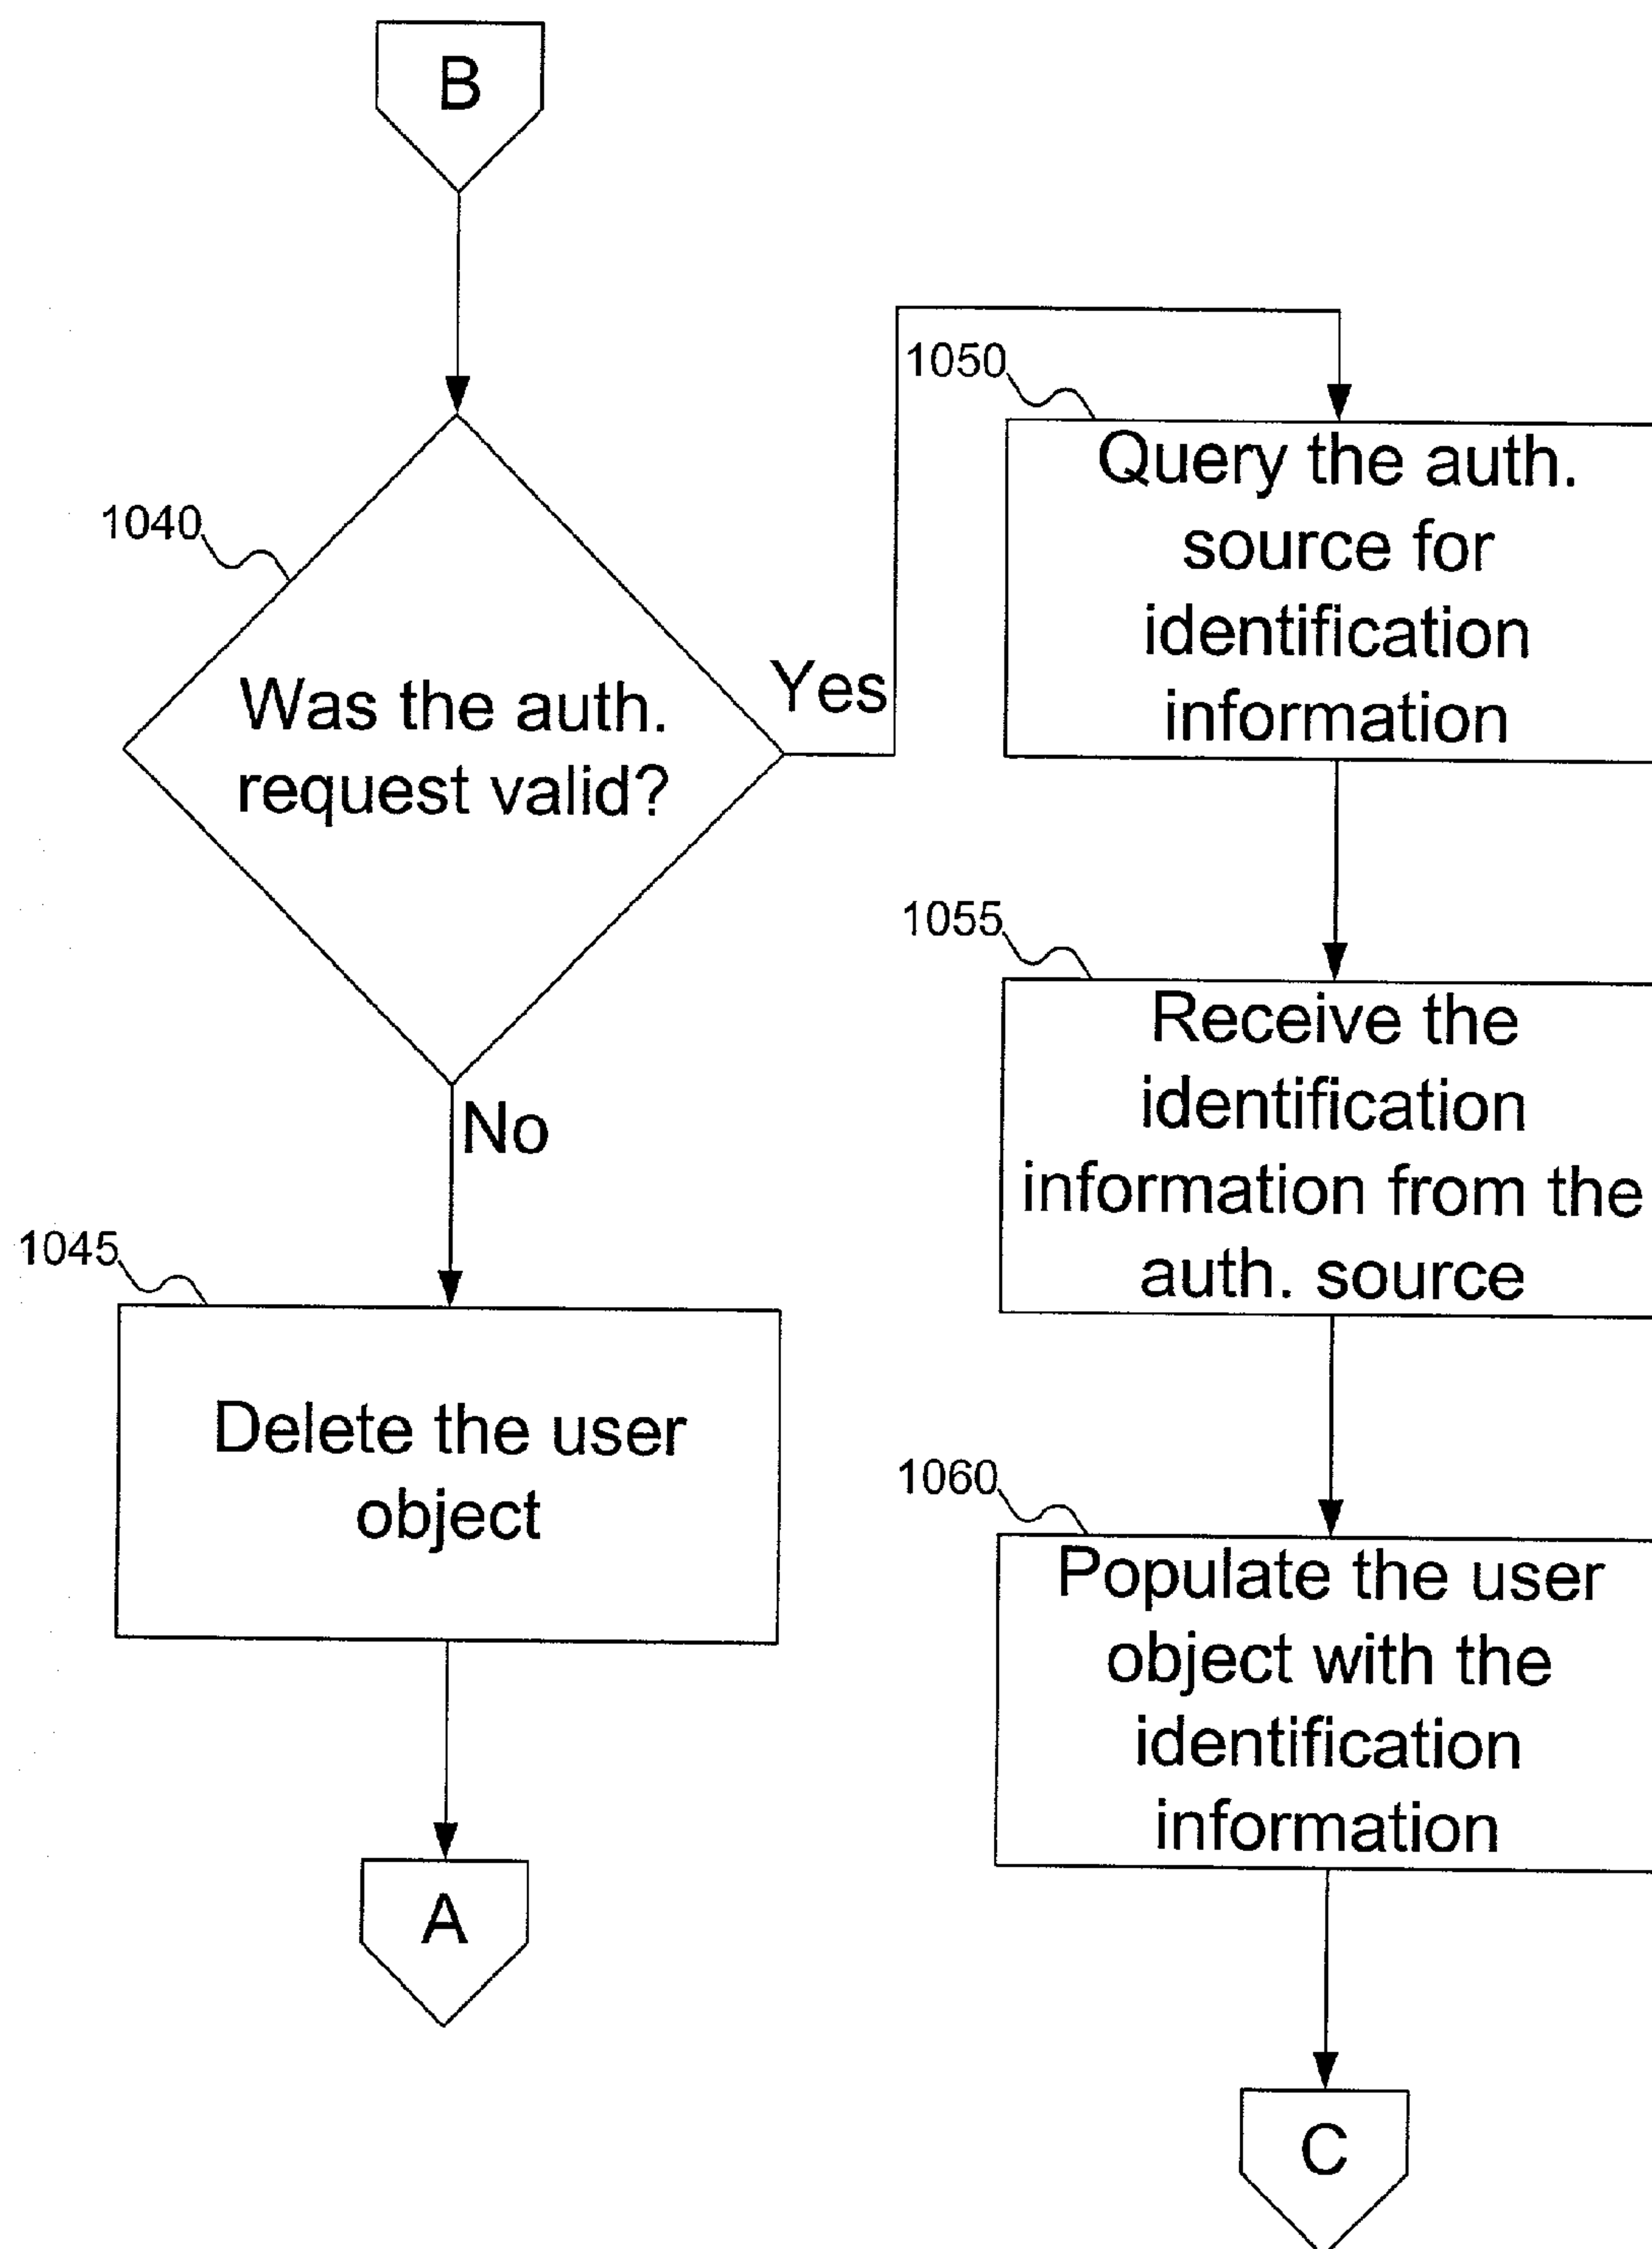 B
1040
Was the auth.
request valid?
Yes
No
1045
Delete the user
object
A
1050
Query the auth.
source for
identification
information
1055
Receive the
identification
information from the
auth. source
1060
Populate the user
object with the
identification
information
C